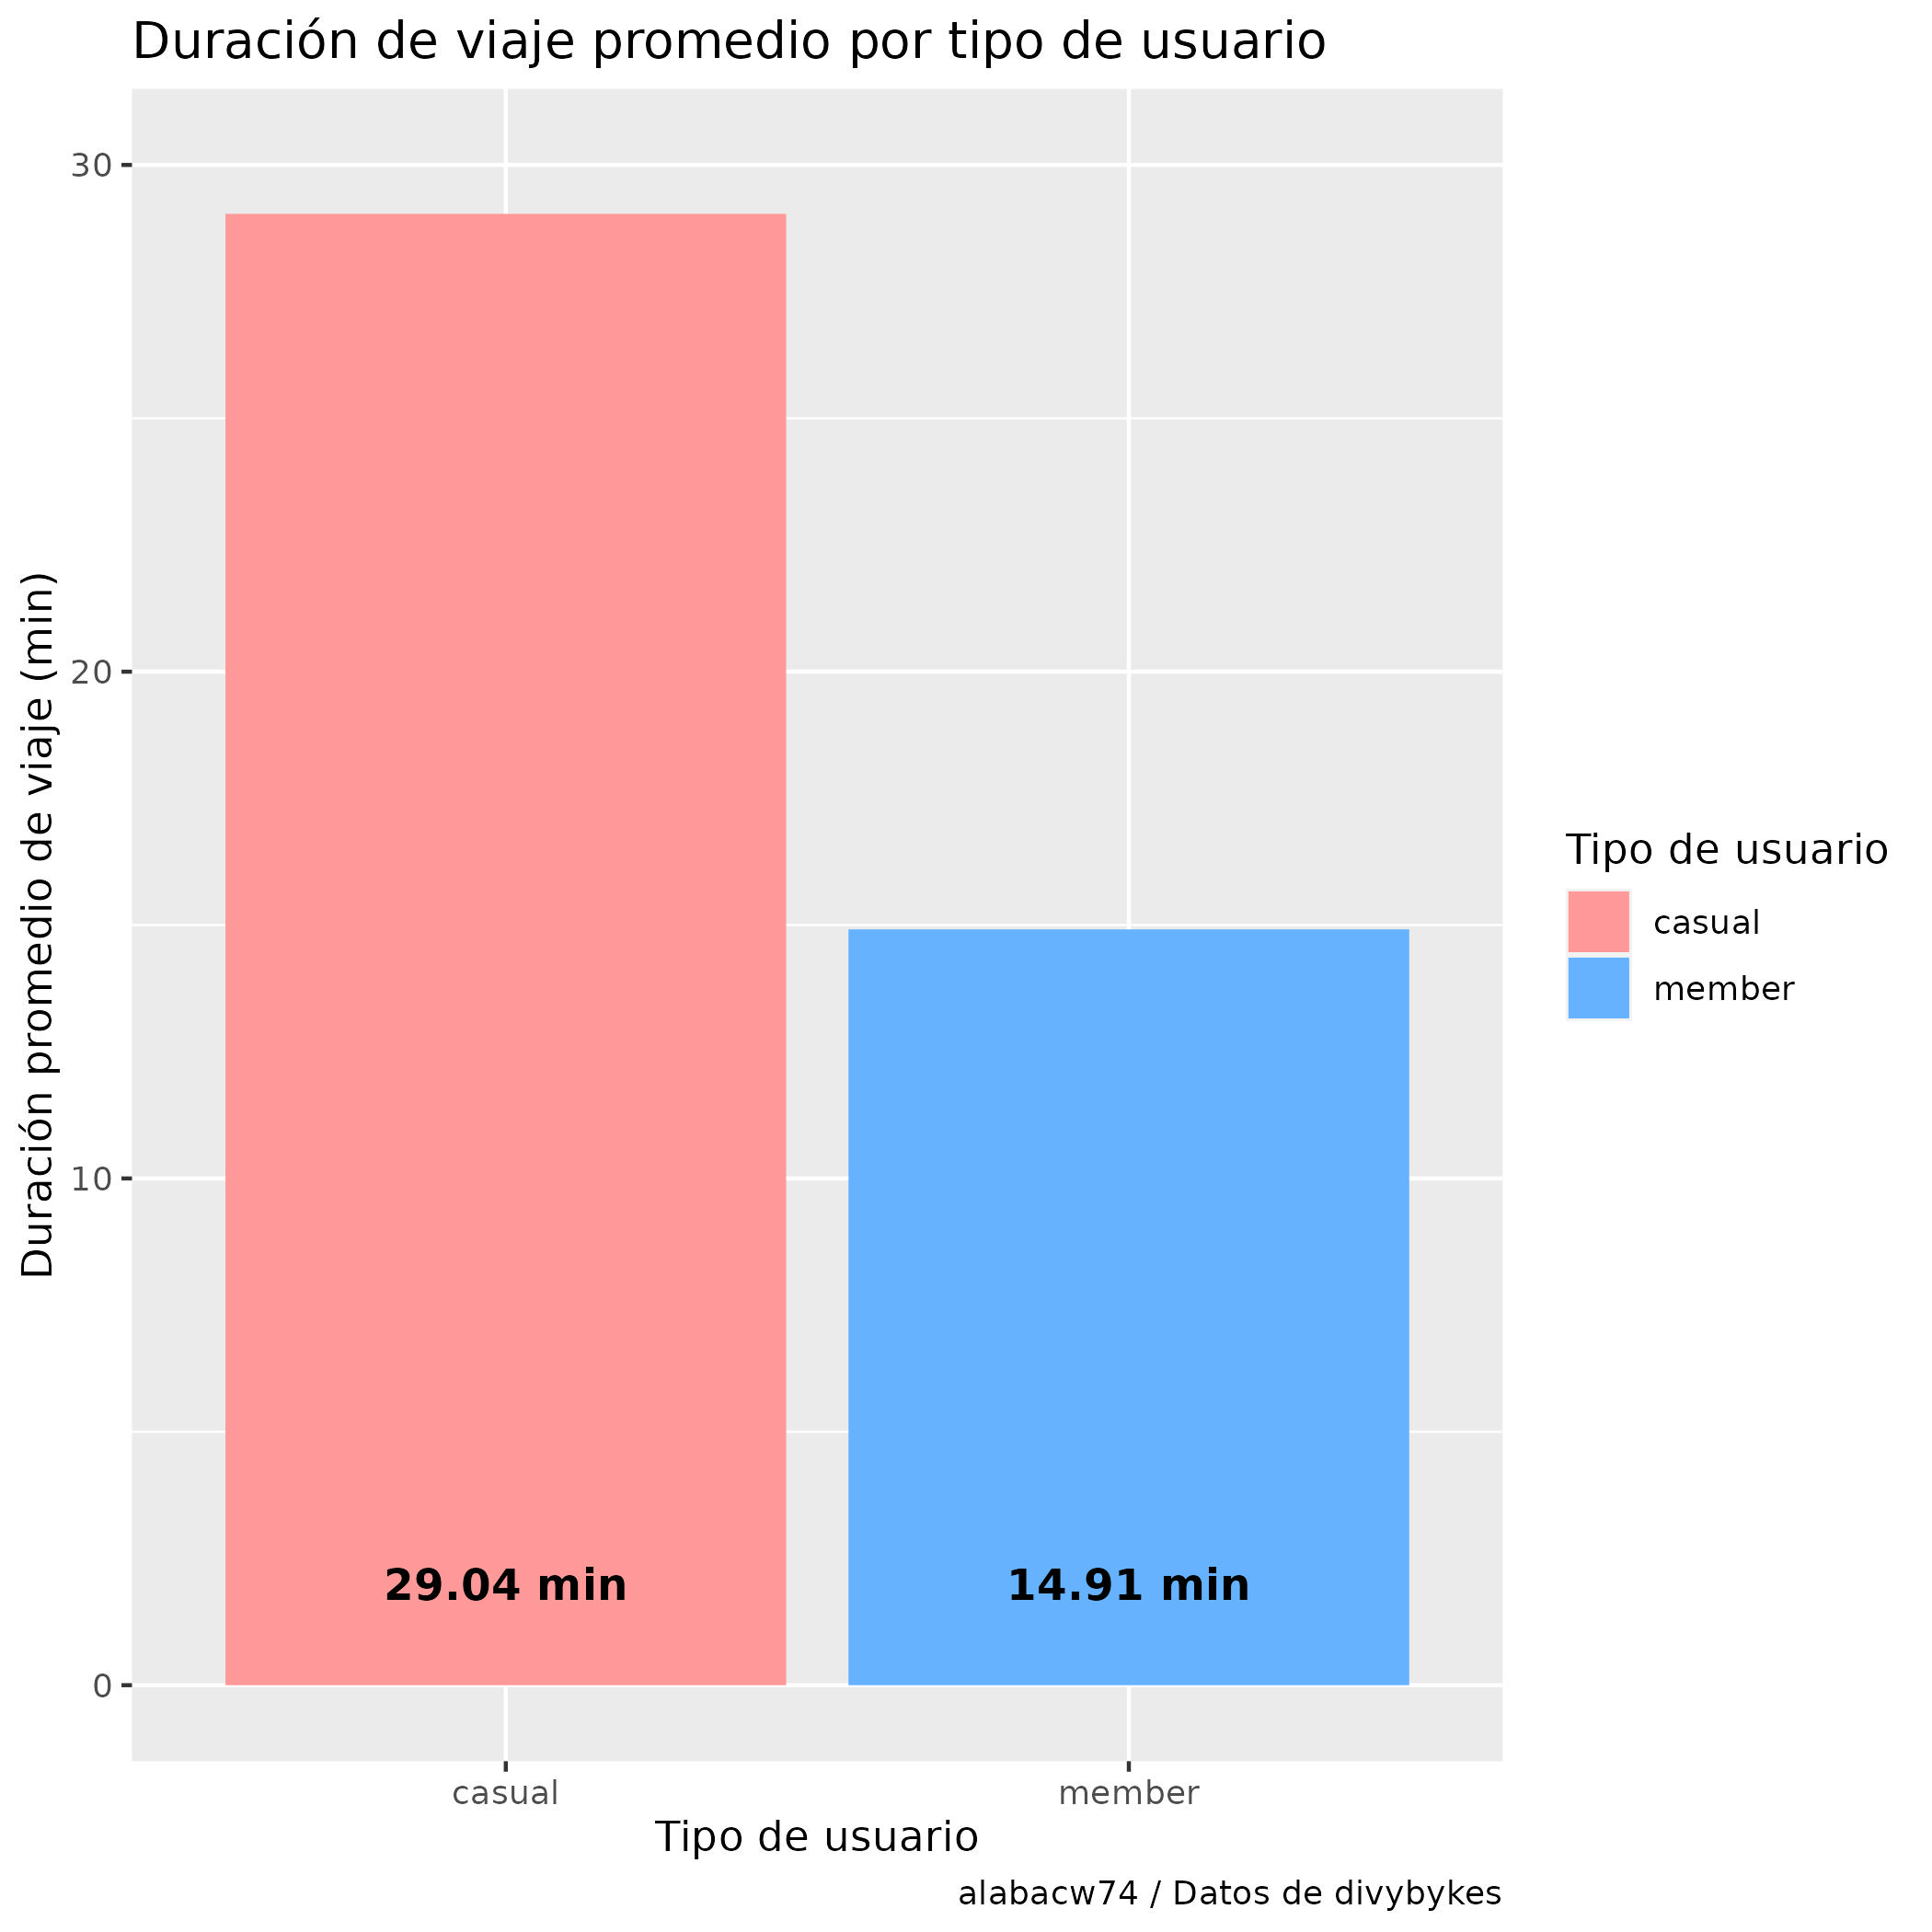 Duración de viaje promedio por tipo de usuario
Duración promedio de viaje (min)
30
20
10
0
29.04 min
14.91 min
casual
member
Tipo de usuario
Tipo de usuario
casual
member
alabacw74 / Datos de divybykes